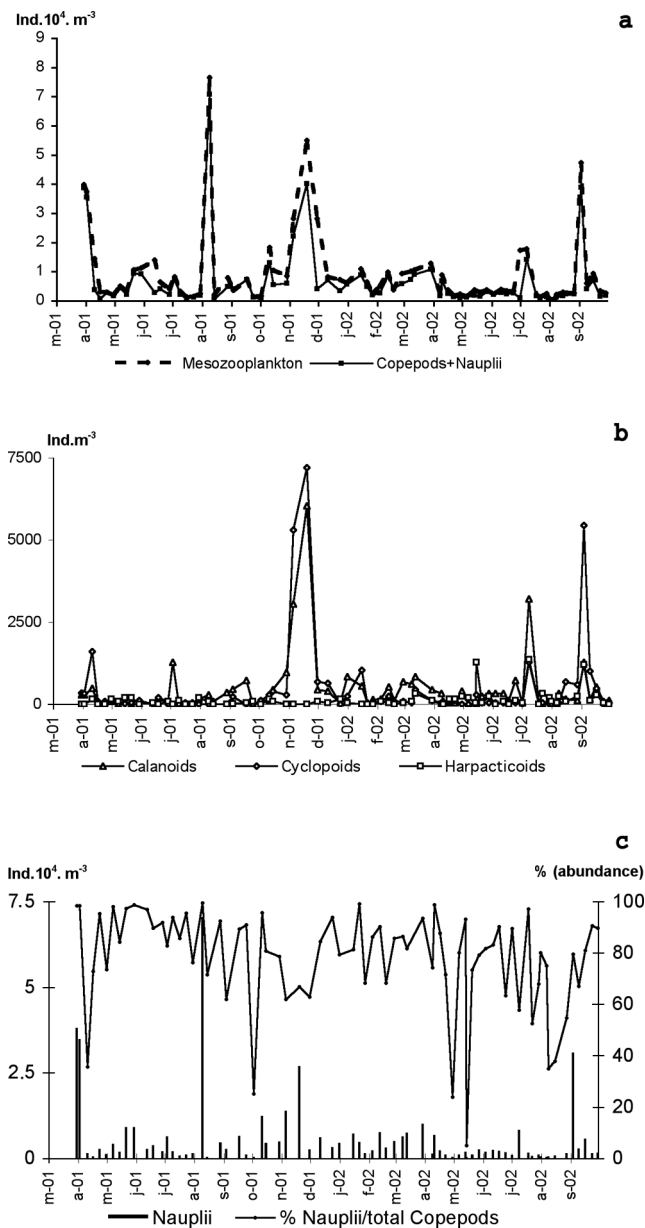 Ind.10⁴. m⁻³
a
9
8
7
6
5
4
3
2
1
0
m-01 a-01 m-01 j-01 j-01 a-01 s-01 o-01 n-01 d-01 j-02 f-02 m-02 a-02 m-02 j-02 j-02 a-02 s-02
Mesozooplankton Copepods+Nauplii
Ind.m⁻³
b
7500
5000
2500
0
m-01 a-01 m-01 j-01 j-01 a-01 s-01 o-01 n-01 d-01 j-02 f-02 m-02 a-02 m-02 j-02 j-02 a-02 s-02
Calanoids Cyclopoids Harpacticoids
c
Ind.10⁴. m⁻³ % (abundance)
7.5 100
80
5 60
40
2.5
20
0 0
m-01 a-01 m-01 j-01 j-01 a-01 s-01 o-01 n-01 d-01 j-02 f-02 m-02 a-02 m-02 j-02 j-02 a-02 s-02
Nauplii % Nauplii/total Copepods